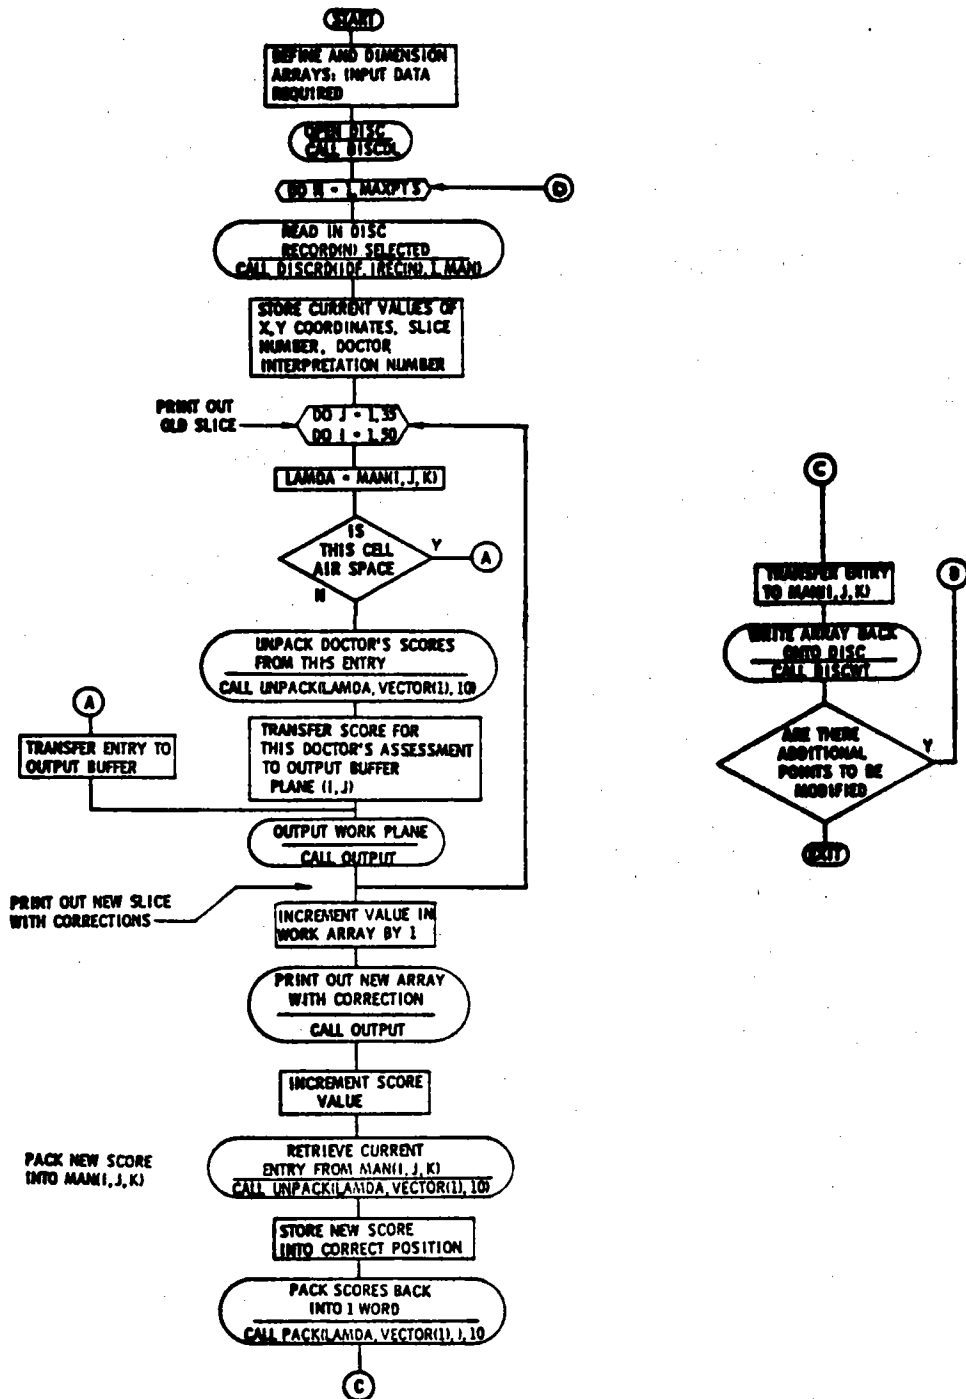 START
DEFINE AND DIMENSION
ARRAYS: INPUT DATA
REQUIRED
OPEN DISC
CALL DISCDL
DO N = 1, MAXPTS
D
READ IN DISC
RECORD(N) SELECTED
CALL DISCRD(IDF, IREC(N), I, MAN)
STORE CURRENT VALUES OF
X,Y COORDINATES, SLICE
NUMBER, DOCTOR
INTERPRETATION NUMBER
PRINT OUT
OLD SLICE
DO J = 1,35
DO I = 1,50
LAMDA = MAN(I,J,K)
IS
THIS CELL
AIR SPACE
Y
A
N
UNPACK DOCTOR'S SCORES
FROM THIS ENTRY
CALL UNPACK(LAMDA, VECTOR(1), 10)
A
TRANSFER ENTRY TO
OUTPUT BUFFER
TRANSFER SCORE FOR
THIS DOCTOR'S ASSESSMENT
TO OUTPUT BUFFER
PLANE (I,J)
OUTPUT WORK PLANE
CALL OUTPUT
PRINT OUT NEW SLICE
WITH CORRECTIONS
INCREMENT VALUE IN
WORK ARRAY BY 1
PRINT OUT NEW ARRAY
WITH CORRECTION
CALL OUTPUT
INCREMENT SCORE
VALUE
PACK NEW SCORE
INTO MAN(I,J,K)
RETRIEVE CURRENT
ENTRY FROM MAN(I,J,K)
CALL UNPACK(LAMDA, VECTOR(1), 10)
STORE NEW SCORE
INTO CORRECT POSITION
PACK SCORES BACK
INTO 1 WORD
CALL PACK(LAMDA, VECTOR(1), ), 10
C
C
TRANSFER ENTRY
TO MAN(I,J,K)
WRITE ARRAY BACK
ONTO DISC
CALL DISCWT
ARE THERE
ADDITIONAL
POINTS TO BE
MODIFIED
Y
EXIT